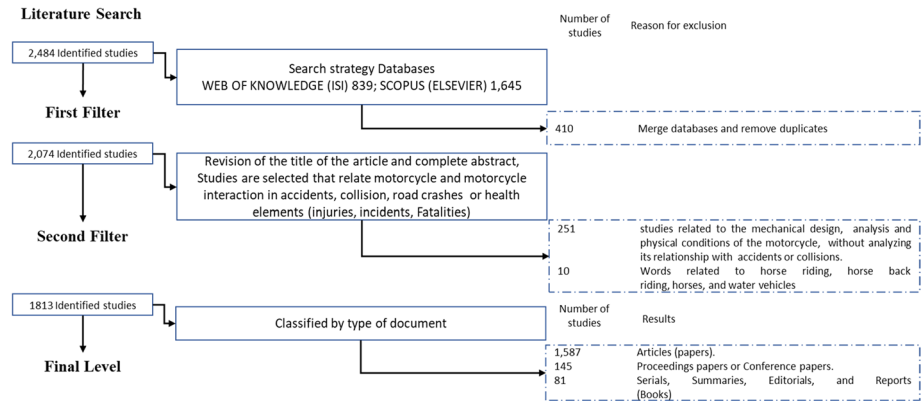 Literature Search
Number of
studies
Reason for exclusion
2,484 Identified studies
Search strategy Databases
WEB OF KNOWLEDGE (ISI) 839; SCOPUS (ELSEVIER) 1,645
First Filter
410 Merge databases and remove duplicates
2,074 Identified studies
Revision of the title of the article and complete abstract,
Studies are selected that relate motorcycle and motorcycle
interaction in accidents, collision, road crashes or health
elements (injuries, incidents, Fatalities)
Second Filter
251 studies related to the mechanical design, analysis and
physical conditions of the motorcycle, without analyzing
its relationship with accidents or collisions.
10 Words related to horse riding, horse back
riding, horses, and water vehicles
1813 Identified studies
Classified by type of document
Number of
studies
Results
Final Level
1,587 Articles (papers).
145 Proceedings papers or Conference papers.
81 Serials, Summaries, Editorials, and Reports
(Books)